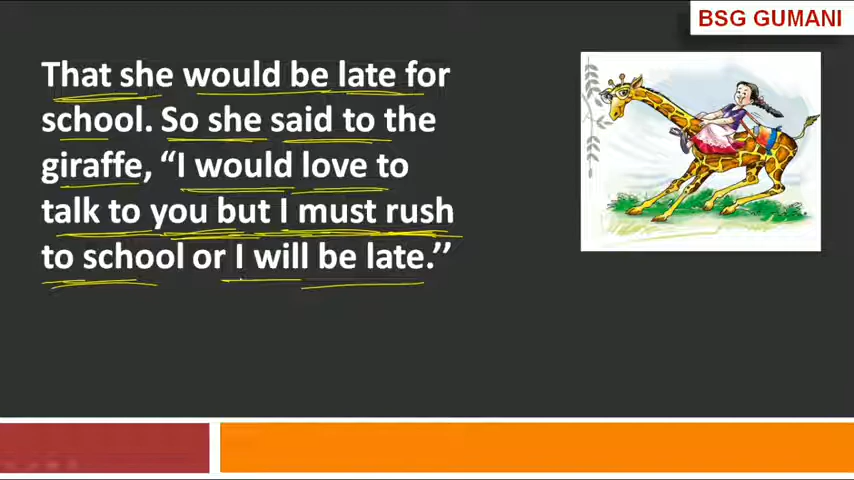 BSG GUMANI
That she would be late for
school. So she said to the
giraffe, “I would love to
talk to you but I must rush
to school or I will be late.’’